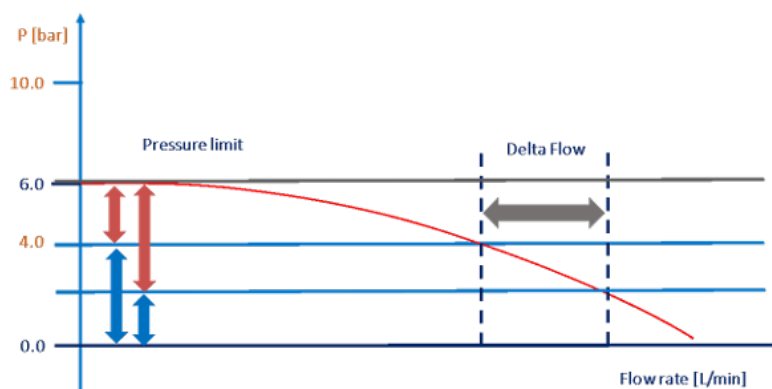 P [bar]
10.0
Pressure limit
Delta Flow
6.0
4.0
0.0
Flow rate [L/min]